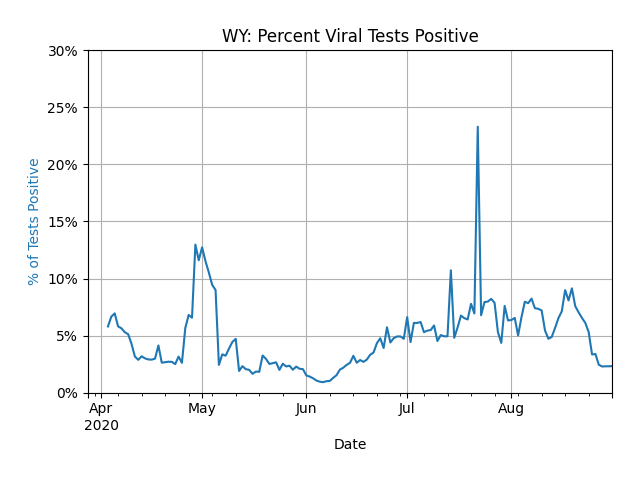 WY: Percent Viral Tests Positive
30%
25%
20%
15%
10%
5%
0%
% of Tests Positive
Apr May Jun Jul Aug
2020
Date